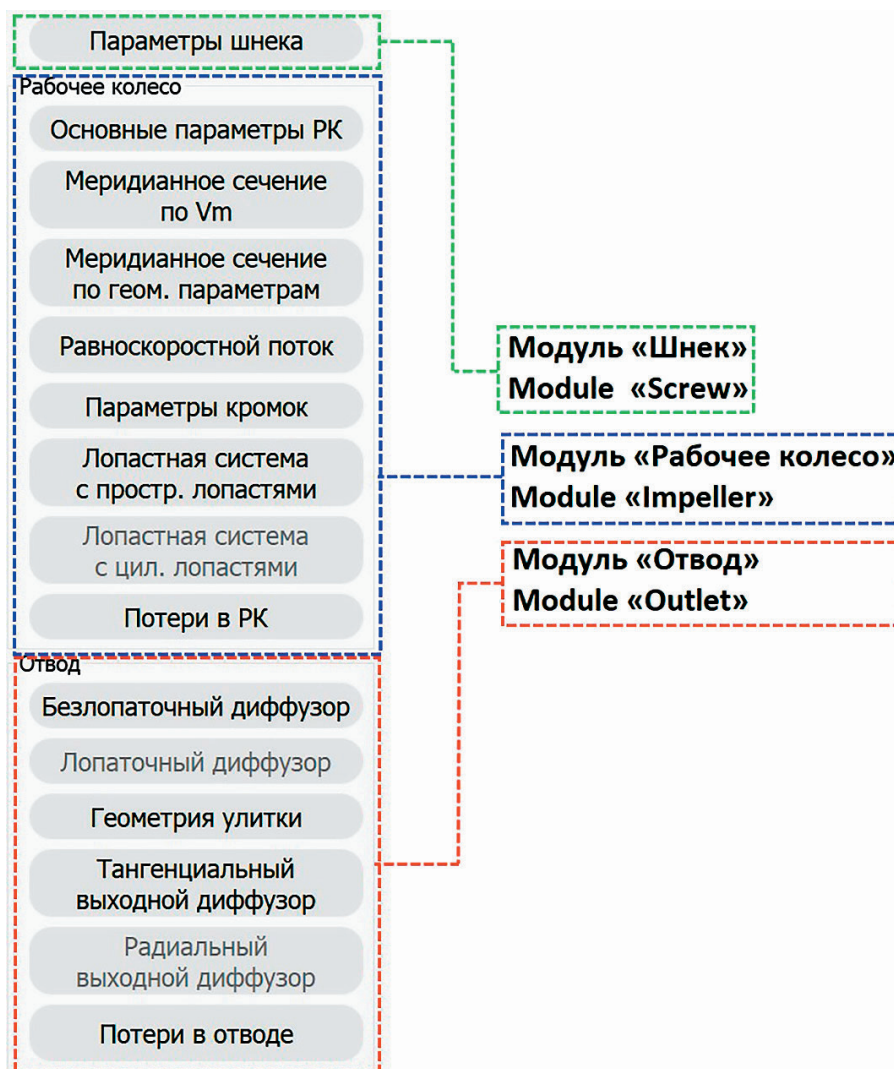 Параметры шнека
Рабочее колесо
Основные параметры РК
Меридианное сечение
по Vm
Меридианное сечение
по геом. параметрам
Равноскоростной поток
Параметры кромок
Лопастная система
с простр. лопастями
Лопастная система
с цил. лопастями
Потери в РК
Отвод
Безлопаточный диффузор
Лопаточный диффузор
Геометрия улитки
Тангенциальный
выходной диффузор
Радиальный
выходной диффузор
Потери в отводе
Модуль «Шнек»
Module «Screw»
Модуль «Рабочее колесо»
Module «Impeller»
Модуль «Отвод»
Module «Outlet»